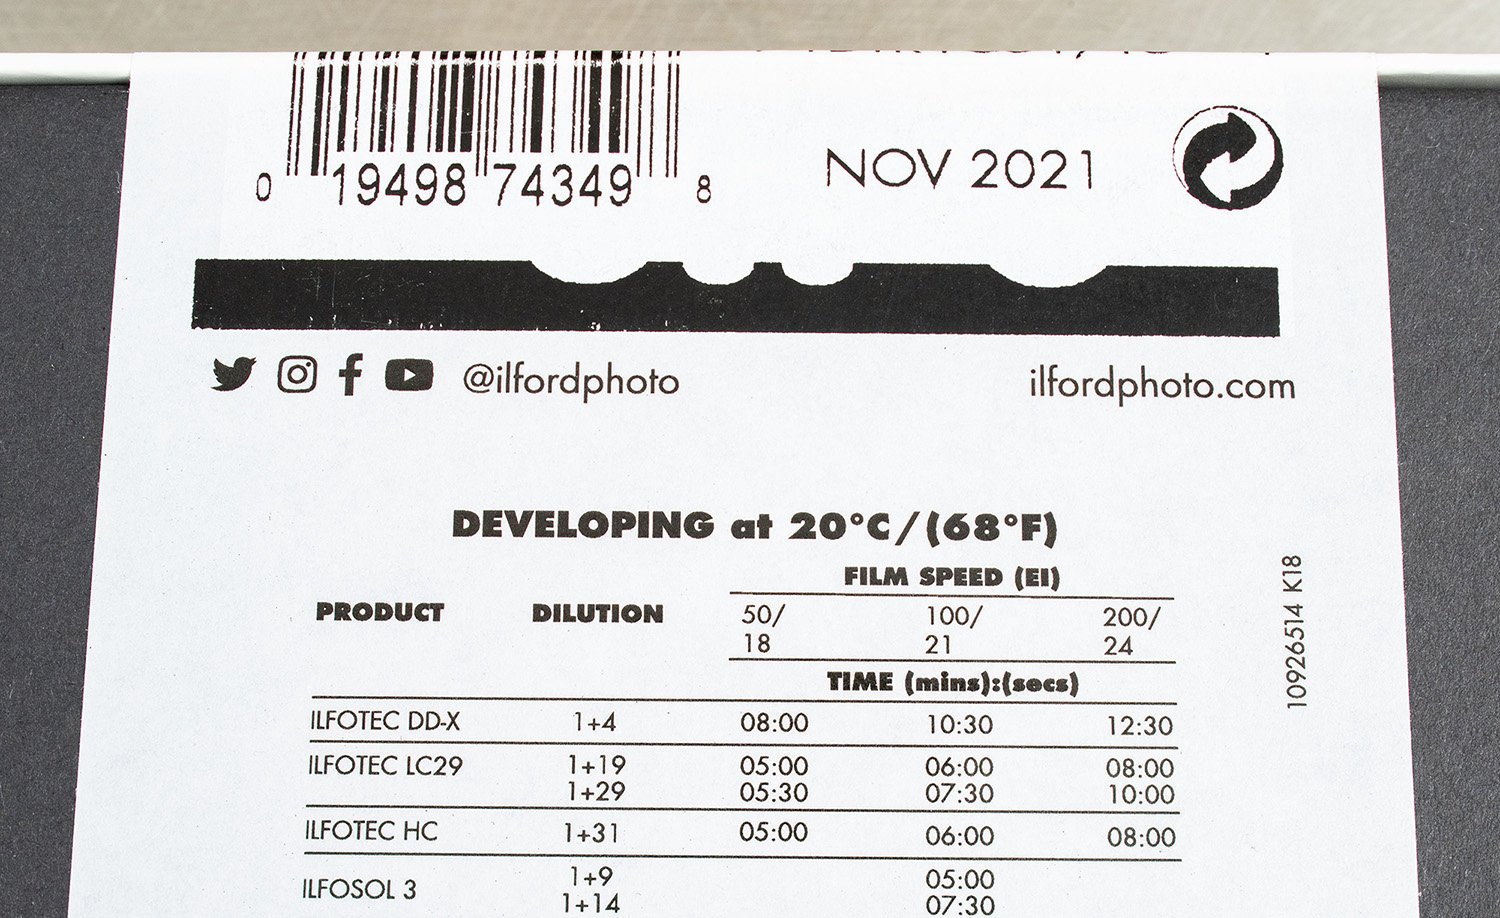 0 19498 74349 8
NOV 2021
@ilfordphoto
ilfordphoto.com
DEVELOPING at 20°C/(68°F)
FILM SPEED (EI)
PRODUCT DILUTION 50/18 100/21 200/24
TIME (mins):(secs)
ILFOTEC DD-X 1+4 08:00 10:30 12:30
ILFOTEC LC29 1+19 05:00 06:00 08:00
1+29 05:30 07:30 10:00
ILFOTEC HC 1+31 05:00 06:00 08:00
ILFOSOL 3 1+9 05:00
1+14 07:30
10926514 K18